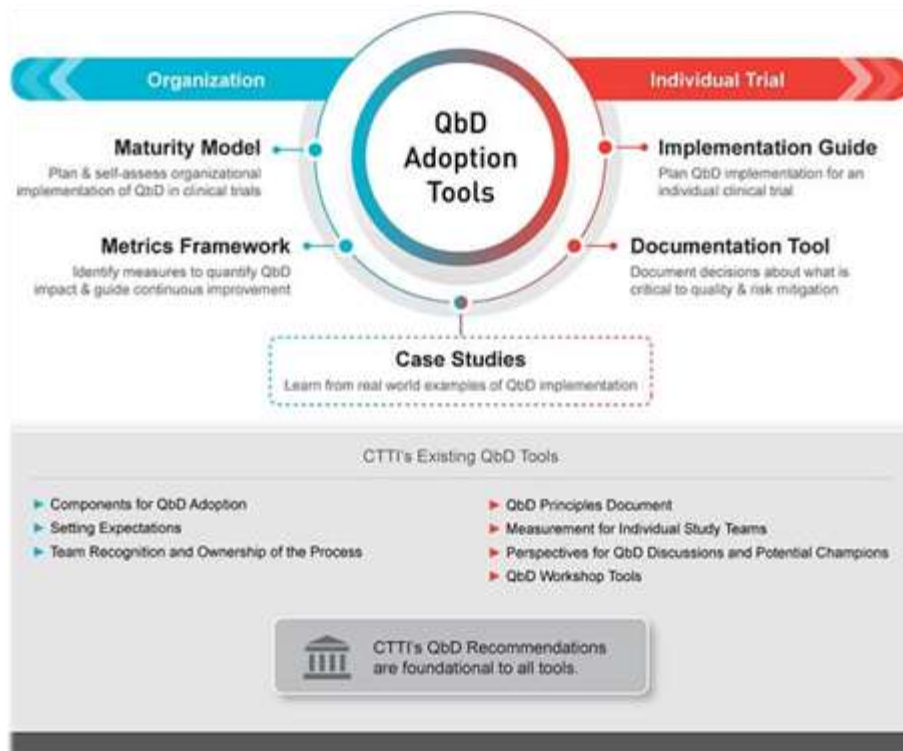 Organization
Individual Trial
QbD
Adoption
Tools
Maturity Model
Plan & self-assess organizational
implementation of QbD in clinical trials
Implementation Guide
Plan QbD implementation for an
individual clinical trial
Metrics Framework
Identify measures to quantify QbD
impact & guide continuous improvement
Documentation Tool
Document decisions about what is
critical to quality & risk mitigation
Case Studies
Learn from real world examples of QbD implementation
CTTI's Existing QbD Tools
Components for QbD Adoption
Setting Expectations
Team Recognition and Ownership of the Process
QbD Principles Document
Measurement for Individual Study Teams
Perspectives for QbD Discussions and Potential Champions
QbD Workshop Tools
CTTI's QbD Recommendations
are foundational to all tools.